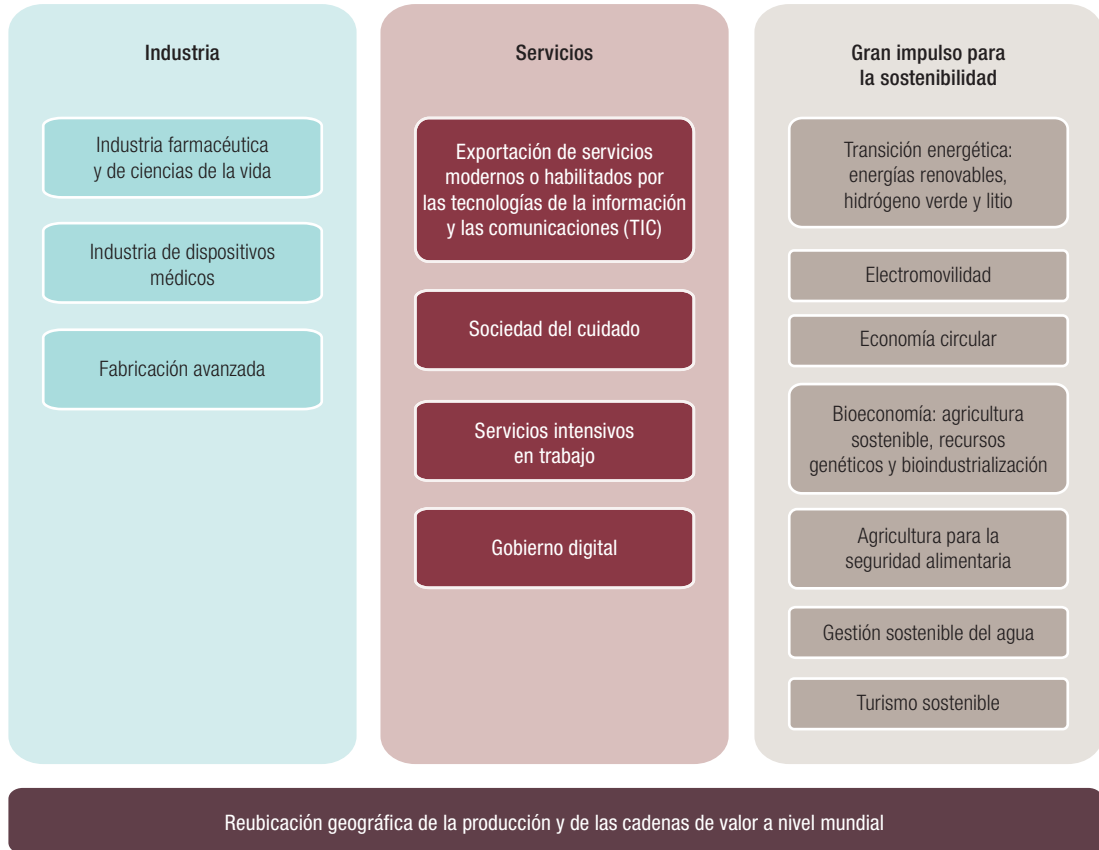 Industria
Industria farmacéutica
y de ciencias de la vida
Industria de dispositivos
médicos
Fabricación avanzada
Servicios
Exportación de servicios
modernos o habilitados por
las tecnologías de la información
y las comunicaciones (TIC)
Sociedad del cuidado
Servicios intensivos
en trabajo
Gobierno digital
Gran impulso para
la sostenibilidad
Transición energética:
energías renovables,
hidrógeno verde y litio
Electromovilidad
Economía circular
Bioeconomía: agricultura
sostenible, recursos
genéticos y bioindustrialización
Agricultura para la
seguridad alimentaria
Gestión sostenible del agua
Turismo sostenible
Reubicación geográfica de la producción y de las cadenas de valor a nivel mundial